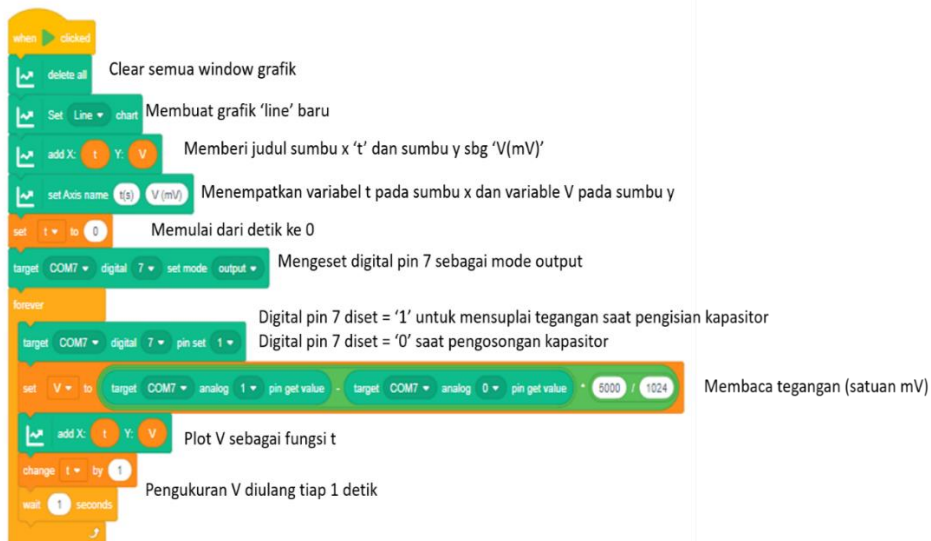 when clicked
delete all Clear semua window grafik
Set Line chart Membuat grafik ‘line’ baru
add X: t Y: V Memberi judul sumbu x ‘t’ dan sumbu y sbg ‘V(mV)’
set Axis name t(s) V (mV) Menempatkan variabel t pada sumbu x dan variable V pada sumbu y
set t to 0 Memulai dari detik ke 0
target COM7 digital 7 set mode output Mengeset digital pin 7 sebagai mode output
forever
Digital pin 7 diset = ‘1’ untuk mensuplai tegangan saat pengisian kapasitor
target COM7 digital 7 pin set 1 Digital pin 7 diset = ‘0’ saat pengosongan kapasitor
set V to target COM7 analog 1 pin get value - target COM7 analog 0 pin get value * 5000 / 1024 Membaca tegangan (satuan mV)
add X: t Y: V Plot V sebagai fungsi t
change t by 1
Pengukuran V diulang tiap 1 detik
wait 1 seconds